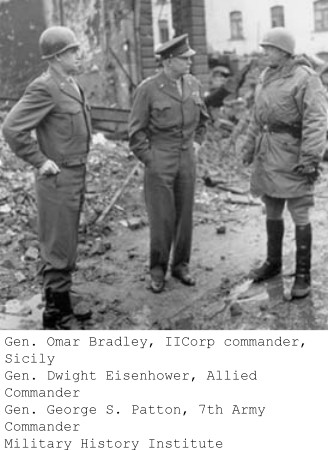 Gen. Omar Bradley, IICorp commander,
Sicily
Gen. Dwight Eisenhower, Allied
Commander
Gen. George S. Patton, 7th Army
Commander
Military History Institute